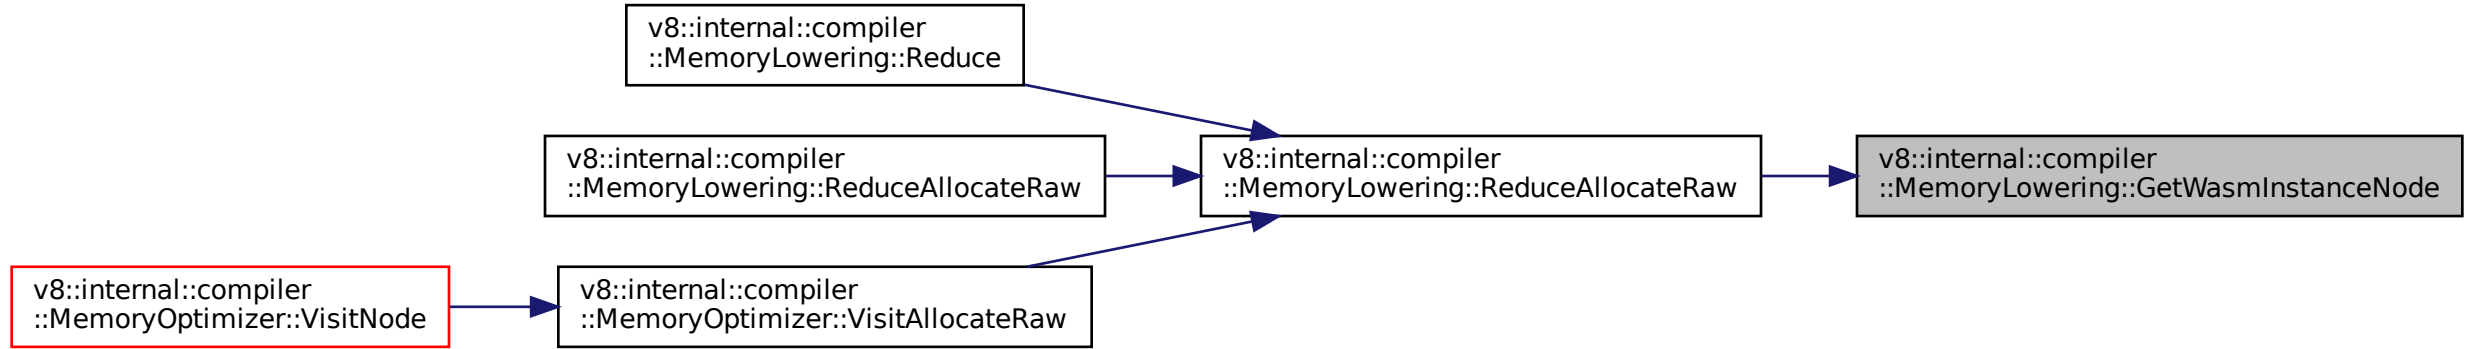 v8::internal::compiler
::MemoryLowering::Reduce
v8::internal::compiler
::MemoryLowering::ReduceAllocateRaw
v8::internal::compiler
::MemoryLowering::ReduceAllocateRaw
v8::internal::compiler
::MemoryLowering::GetWasmInstanceNode
v8::internal::compiler
::MemoryOptimizer::VisitNode
v8::internal::compiler
::MemoryOptimizer::VisitAllocateRaw